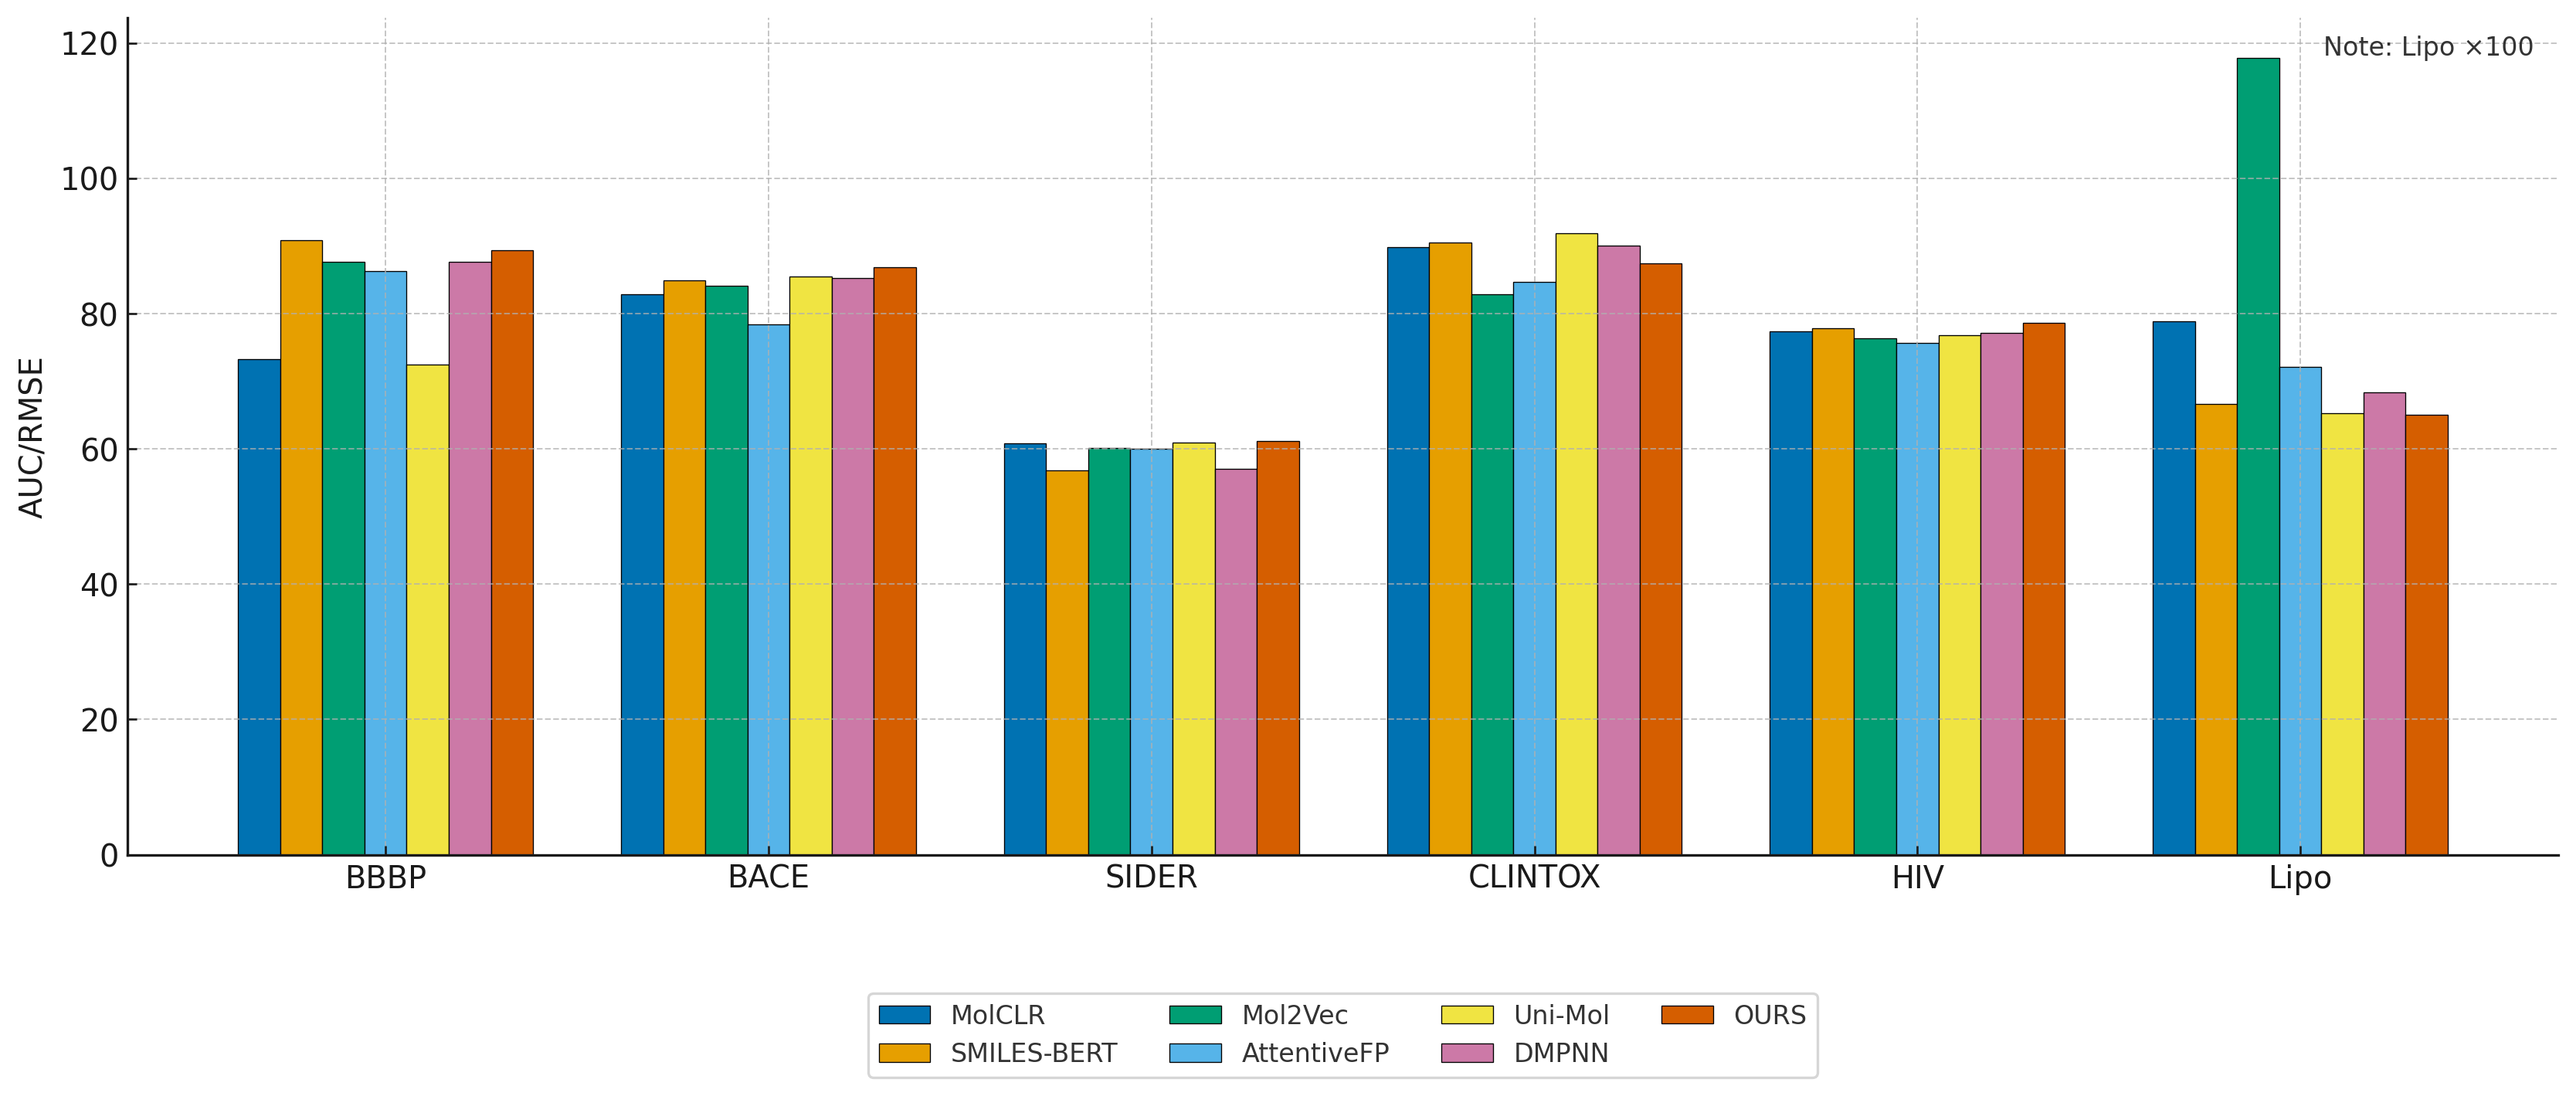 Note: Lipo ×100
AUC/RMSE
120
100
80
60
40
20
0
BBBP BACE SIDER CLINTOX HIV Lipo
MolCLR Mol2Vec Uni-Mol OURS
SMILES-BERT AttentiveFP DMPNN